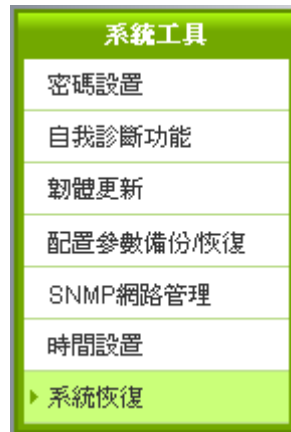 系統工具
密碼設置
自我診斷功能
韌體更新
配置參數備份/恢復
SNMP網路管理
時間設置
系統恢復